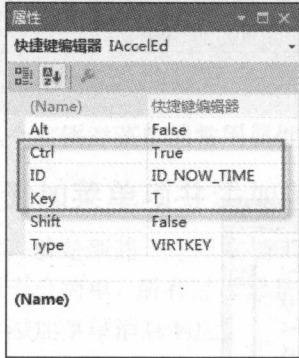 属性
快捷键编辑器 IAccelEd
(Name) 快捷键编辑器
Alt False
Ctrl True
ID ID_NOW_TIME
Key T
Shift False
Type VIRTKEY
(Name)